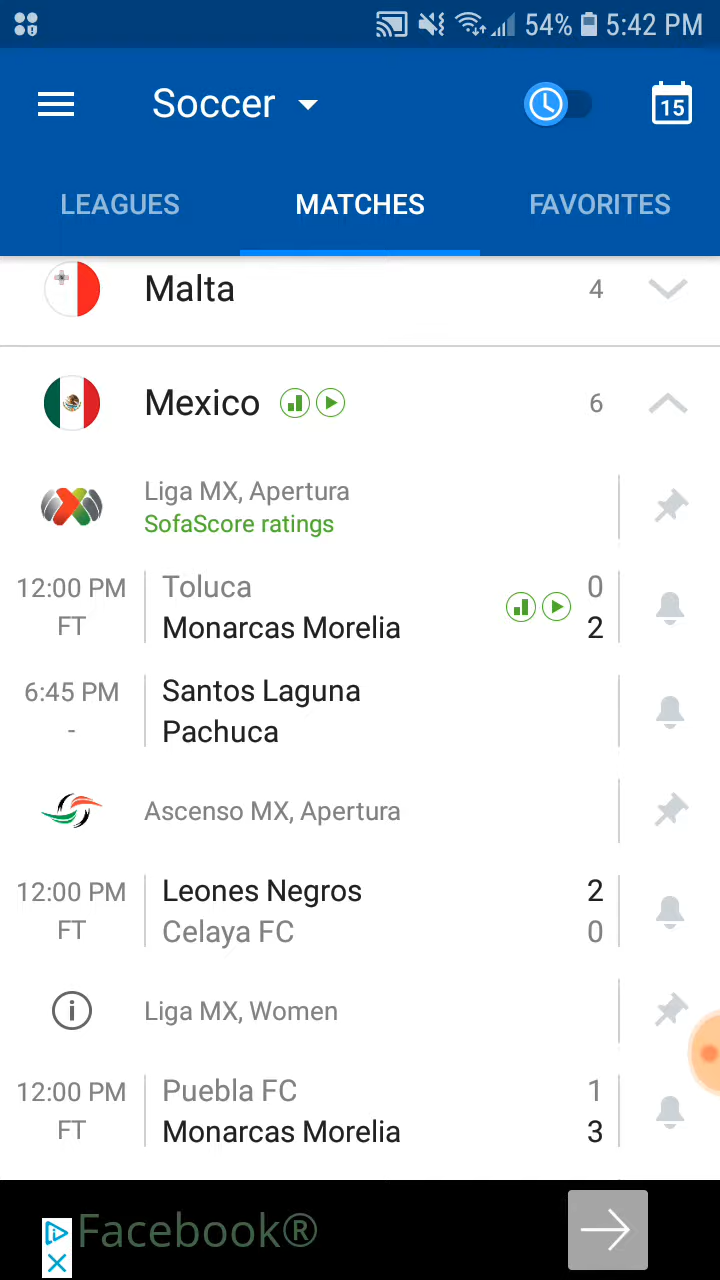 54% 5:42 PM
Soccer
15
LEAGUES MATCHES FAVORITES
Malta 4
Mexico 6
Liga MX, Apertura
SofaScore ratings
12:00 PM Toluca 0
FT Monarcas Morelia 2
6:45 PM Santos Laguna
- Pachuca
Ascenso MX, Apertura
12:00 PM Leones Negros 2
FT Celaya FC 0
Liga MX, Women
12:00 PM Puebla FC 1
FT Monarcas Morelia 3
Facebook®